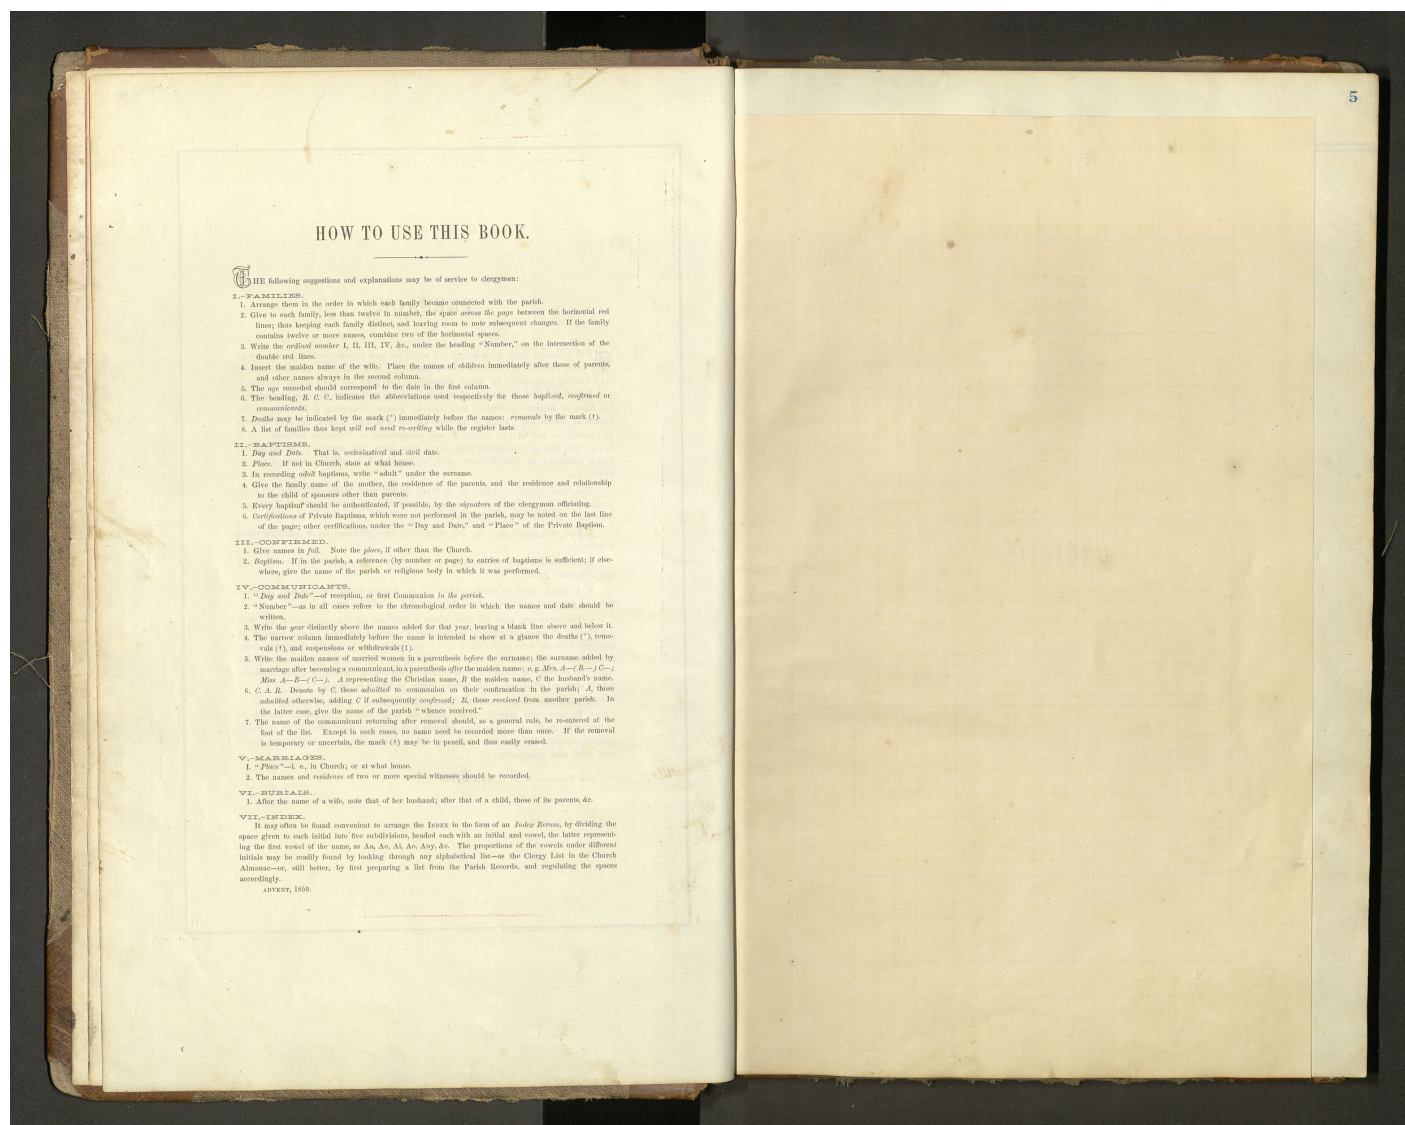 HOW TO USE THIS BOOK.
THE following suggestions and explanations may be of service to clergymen:
I.—FAMILIES.
1. Arrange them in the order in which each family became connected with the parish.
2. Give to each family, less than twelve in number, the space across the page between the horizontal red
lines; thus keeping each family distinct, and leaving room to note subsequent changes. If the family
contains twelve or more names, combine two of the horizontal spaces.
3. Write the ordinal number I, II, III, IV, &c., under the heading "Number," on the intersection of the
double red lines.
4. Insert the maiden name of the wife. Place the names of children immediately after those of parents,
and other names always in the second column.
5. The age recorded should correspond to the date in the first column.
6. The heading, B. C. C., indicates the abbreviations used respectively for those baptized, confirmed or
communicants.
7. Deaths may be indicated by the mark (*) immediately before the names: removals by the mark (†).
8. A list of families thus kept will not need re-writing while the register lasts.
II.—BAPTISMS.
1. Day and Date. That is, ecclesiastical and civil date.
2. Place. If not in Church, state at what house.
3. In recording adult baptisms, write "adult" under the surname.
4. Give the family name of the mother, the residence of the parents, and the residence and relationship
to the child of sponsors other than parents.
5. Every baptism should be authenticated, if possible, by the signature of the clergyman officiating.
6. Certifications of Private Baptisms, which were not performed in the parish, may be noted on the last line
of the page; other certifications, under the "Day and Date," and "Place" of the Private Baptism.
III.—CONFIRMED.
1. Give names in full. Note the place, if other than the Church.
2. Baptism. If in the parish, a reference (by number or page) to entries of baptisms is sufficient; if else-
where, give the name of the parish or religious body in which it was performed.
IV.—COMMUNICANTS.
1. "Day and Date"—of reception, or first Communion in the parish.
2. "Number"—as in all cases refers to the chronological order in which the names and date should be
written.
3. Write the year distinctly above the names added for that year, leaving a blank line above and below it.
4. The narrow column immediately before the name is intended to show at a glance the deaths (*), remo-
vals (†), and suspensions or withdrawals (‡).
5. Write the maiden names of married women in a parenthesis before the surname; the surname added by
marriage after becoming a communicant, in a parenthesis after the maiden name: e. g. Mrs. A—( B.—) C—;
Miss A—B—( C—). A representing the Christian name, B the maiden name, C the husband's name.
6. C. A. R. Denote by C, those admitted to communion on their confirmation in the parish; A, those
admitted otherwise, adding C if subsequently confirmed; R, those received from another parish. In
the latter case, give the name of the parish "whence received."
7. The name of the communicant returning after removal should, as a general rule, be re-entered at the
foot of the list. Except in such cases, no name need be recorded more than once. If the removal
is temporary or uncertain, the mark (†) may be in pencil, and thus easily erased.
V.—MARRIAGES.
1. "Place"—i. e., in Church; or at what house.
2. The names and residence of two or more special witnesses should be recorded.
VI.—BURIALS.
1. After the name of a wife, note that of her husband; after that of a child, those of its parents, &c.
VII.—INDEX.
It may often be found convenient to arrange the INDEX in the form of an Index Rerum, by dividing the
space given to each initial into five subdivisions, headed each with an initial and vowel, the latter represent-
ing the first vowel of the name, as Aa, Ae, Ai, Ao, Auy, &c. The proportions of the vowels under different
initials may be readily found by looking through any alphabetical list—as the Clergy List in the Church
Almanac—or, still better, by first preparing a list from the Parish Records, and regulating the spaces
accordingly.
ADVENT, 1859.
5